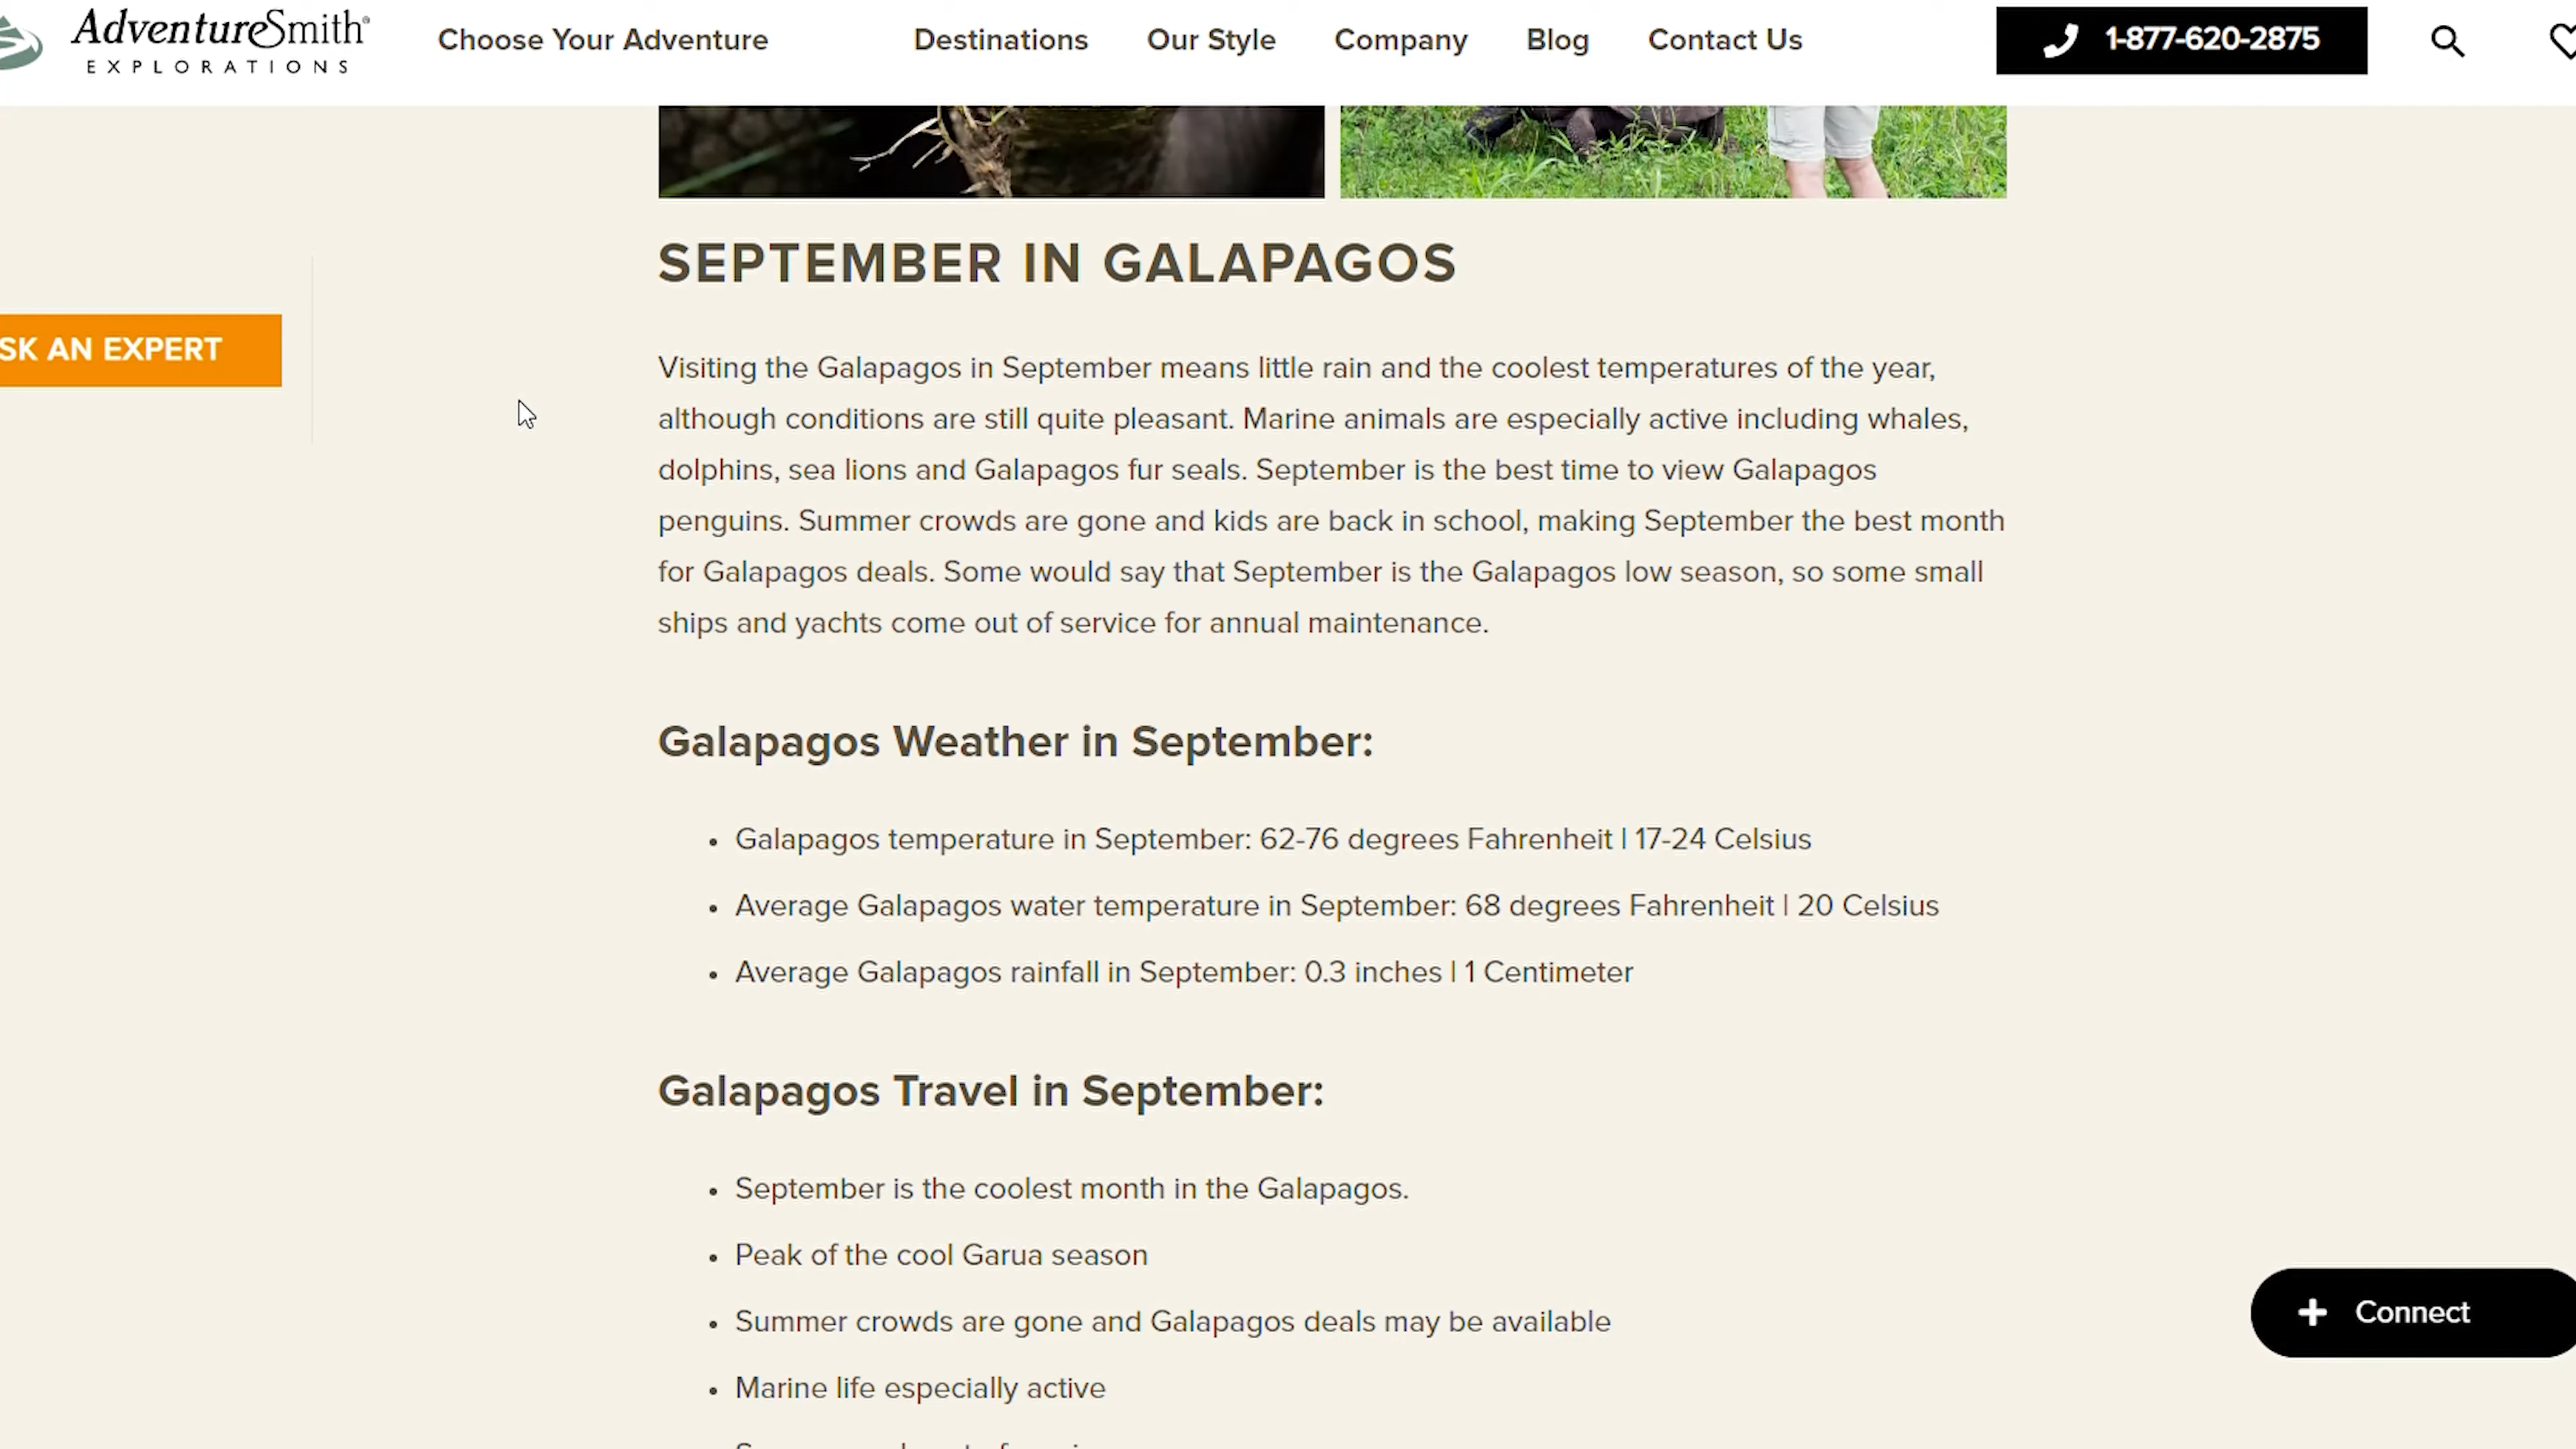 AdventureSmith®
EXPLORATIONS
Choose Your Adventure
Destinations
Our Style
Company
Blog
Contact Us
1-877-620-2875
SK AN EXPERT
SEPTEMBER IN GALAPAGOS
Visiting the Galapagos in September means little rain and the coolest temperatures of the year,
although conditions are still quite pleasant. Marine animals are especially active including whales,
dolphins, sea lions and Galapagos fur seals. September is the best time to view Galapagos
penguins. Summer crowds are gone and kids are back in school, making September the best month
for Galapagos deals. Some would say that September is the Galapagos low season, so some small
ships and yachts come out of service for annual maintenance.
Galapagos Weather in September:
• Galapagos temperature in September: 62-76 degrees Fahrenheit | 17-24 Celsius
• Average Galapagos water temperature in September: 68 degrees Fahrenheit | 20 Celsius
• Average Galapagos rainfall in September: 0.3 inches | 1 Centimeter
Galapagos Travel in September:
• September is the coolest month in the Galapagos.
• Peak of the cool Garua season
• Summer crowds are gone and Galapagos deals may be available
• Marine life especially active
+ Connect